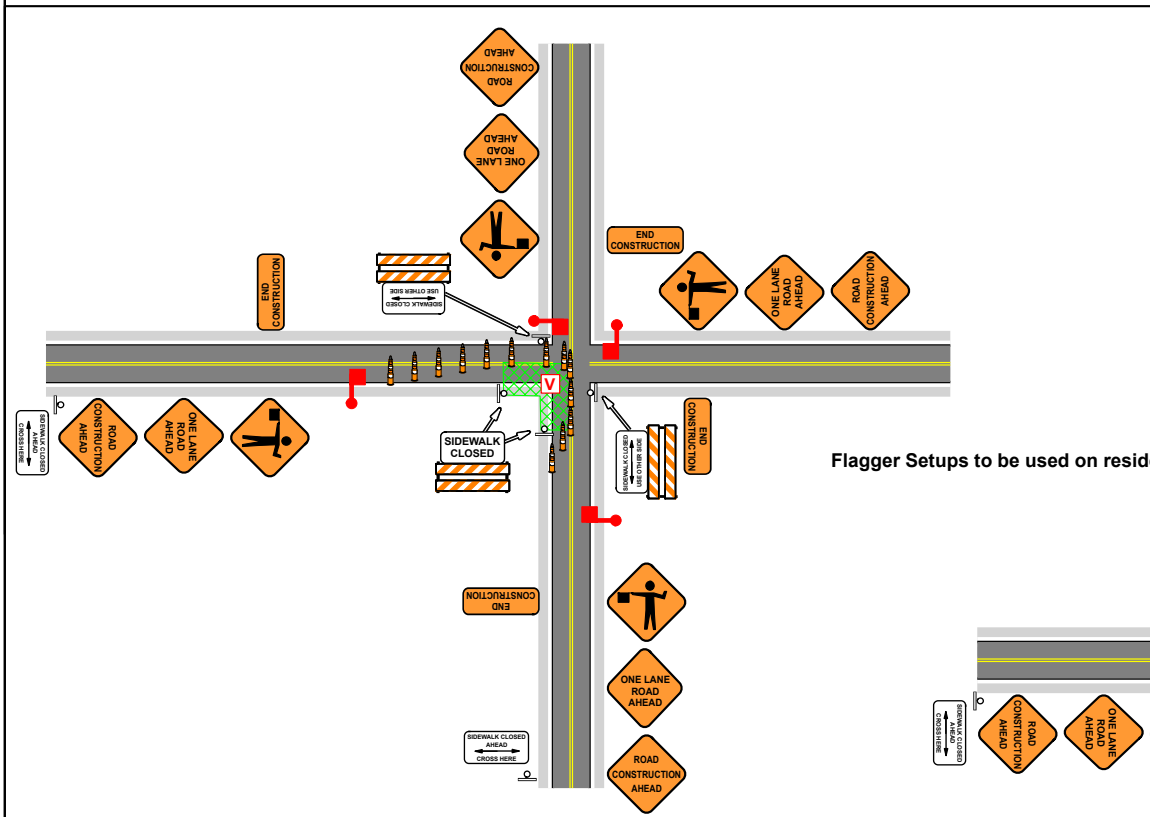 ROAD
CONSTRUCTION
AHEAD
ONE LANE
ROAD
AHEAD
SIDEWALK CLOSED
USE OTHER SIDE
END
CONSTRUCTION
END
CONSTRUCTION
ONE LANE
ROAD
AHEAD
ROAD
CONSTRUCTION
AHEAD
V
SIDEWALK CLOSED
AHEAD
CROSS HERE
ROAD
CONSTRUCTION
AHEAD
ONE LANE
ROAD
AHEAD
SIDEWALK
CLOSED
SIDEWALK CLOSED
USE OTHER SIDE
END
CONSTRUCTION
Flagger Setups to be used on reside
END
CONSTRUCTION
ONE LANE
ROAD
AHEAD
SIDEWALK CLOSED
AHEAD
CROSS HERE
ROAD
CONSTRUCTION
AHEAD
SIDEWALK CLOSED
AHEAD
CROSS HERE
ROAD
CONSTRUCTION
AHEAD
ONE LANE
ROAD
AHEAD